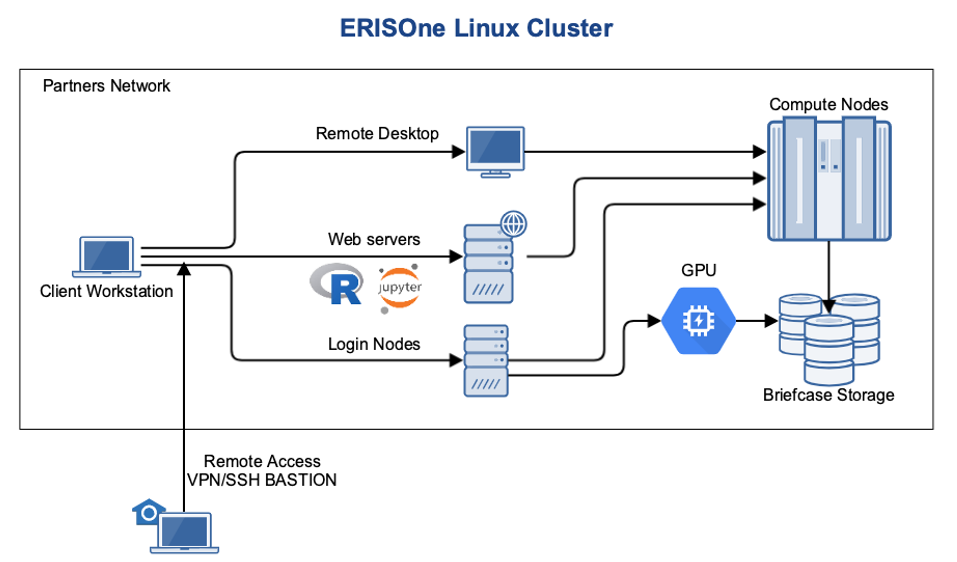 ERISOne Linux Cluster
Partners Network
Compute Nodes
Remote Desktop
Web servers
R
jupyter
GPU
Client Workstation
Login Nodes
Briefcase Storage
Remote Access
VPN/SSH BASTION